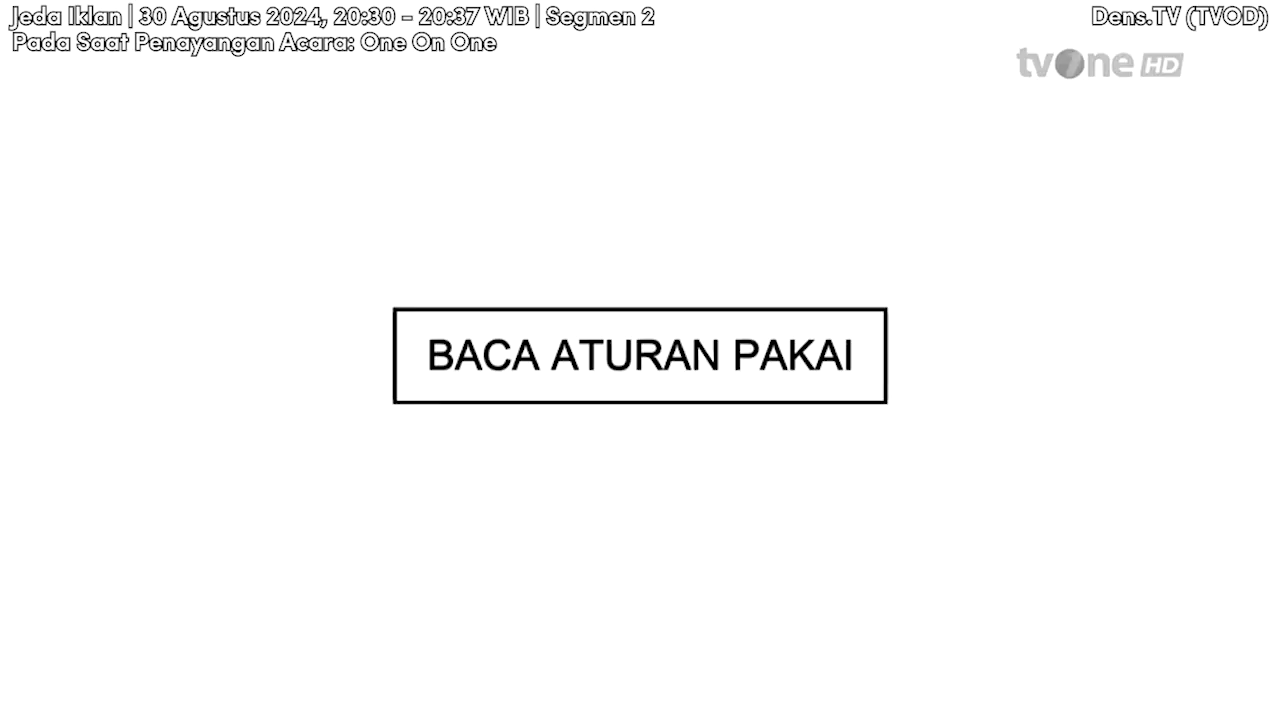 Jeda Iklan | 30 Agustus 2024, 20:30 - 20:37 WIB | Segmen 2
Dens.TV (TVOD)
Pada Saat Penayangan Acara: One On One
tvOne HD
BACA ATURAN PAKAI